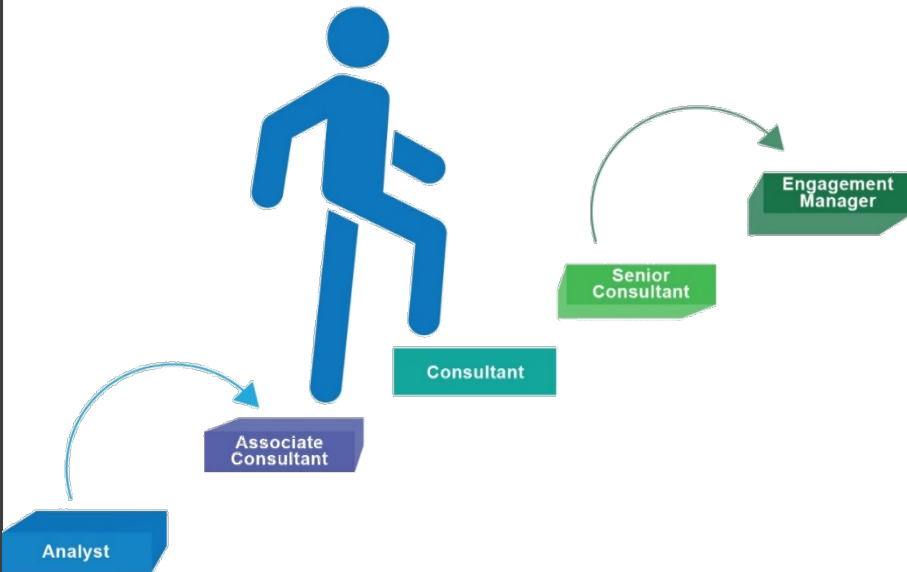 Engagement
Manager
Senior
Consultant
Consultant
Associate
Consultant
Analyst